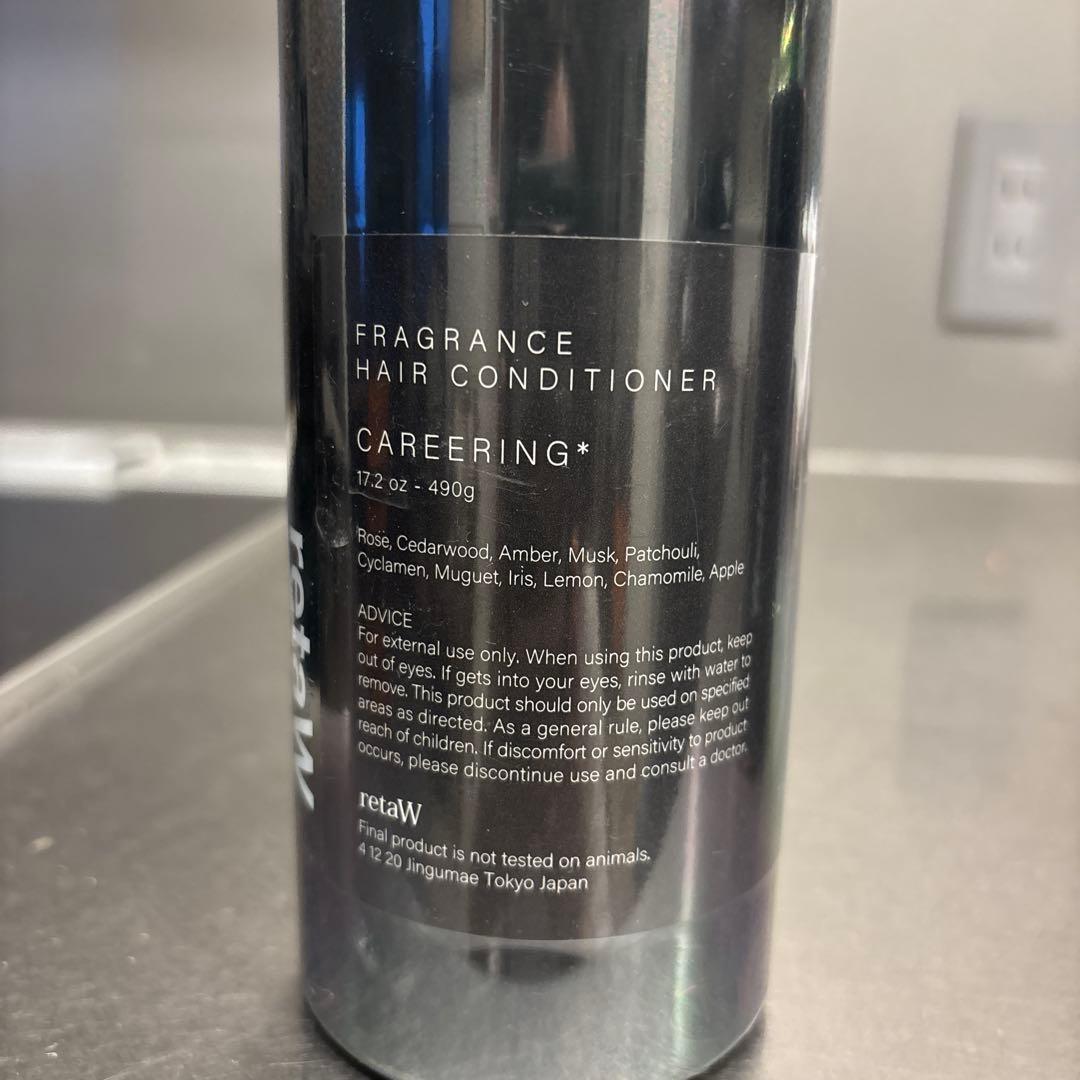 FRAGRANCE
HAIR CONDITIONER
CAREERING*
17.2 oz - 490g
Rose, Cedarwood, Amber, Musk, Patchouli,
Cyclamen, Muguet, Iris, Lemon, Chamomile, Apple
ADVICE
For external use only. When using this product, keep
out of eyes. If gets into your eyes, rinse with water to
remove. This product should only be used on specified
areas as directed. As a general rule, please keep out
reach of children. If discomfort or sensitivity to product
occurs, please discontinue use and consult a doctor.
retaW
Final product is not tested on animals.
4 12 20 Jingumae Tokyo Japan
retaW